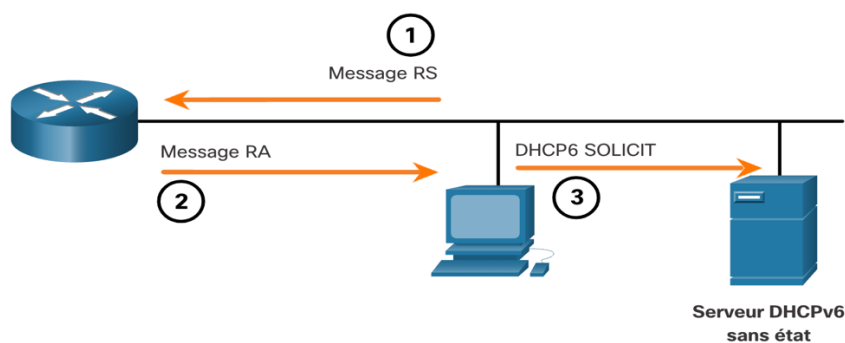 1
Message RS
Message RA
2
DHCP6 SOLICIT
3
Serveur DHCPv6
sans état